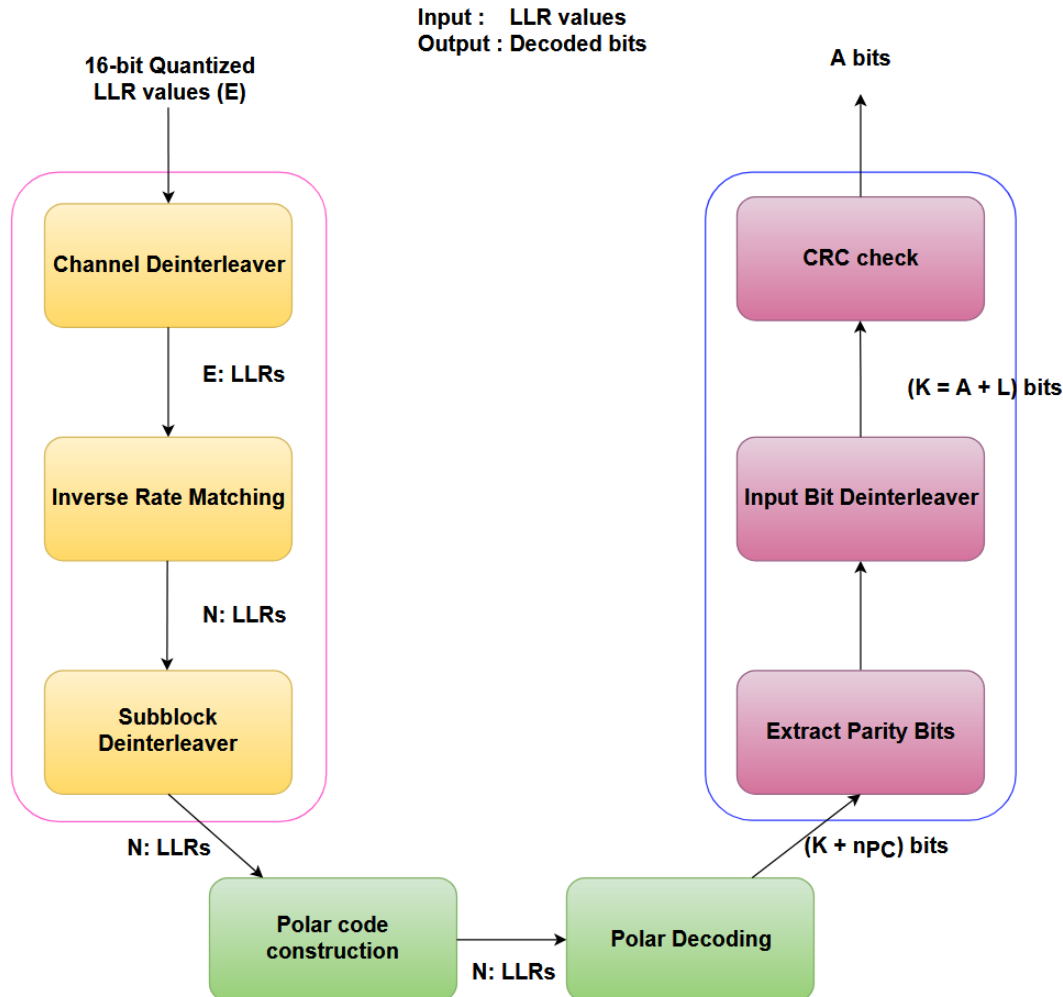 Input : LLR values
Output : Decoded bits
16-bit Quantized
LLR values (E)
Channel Deinterleaver
E: LLRs
Inverse Rate Matching
N: LLRs
Subblock
Deinterleaver
N: LLRs
Polar code
construction
N: LLRs
Polar Decoding
(K + nPC) bits
Extract Parity Bits
Input Bit Deinterleaver
(K = A + L) bits
CRC check
A bits